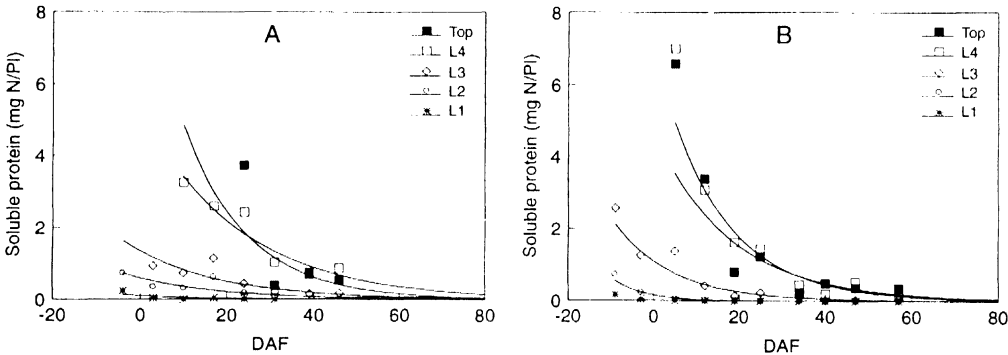 A
Soluble protein (mg N/Pl)
8
6
4
2
0
-20 0 20 40 60 80
DAF
Top
L4
L3
L2
L1
B
Soluble protein (mg N/Pl)
8
6
4
2
0
-20 0 20 40 60 80
DAF
Top
L4
L3
L2
L1